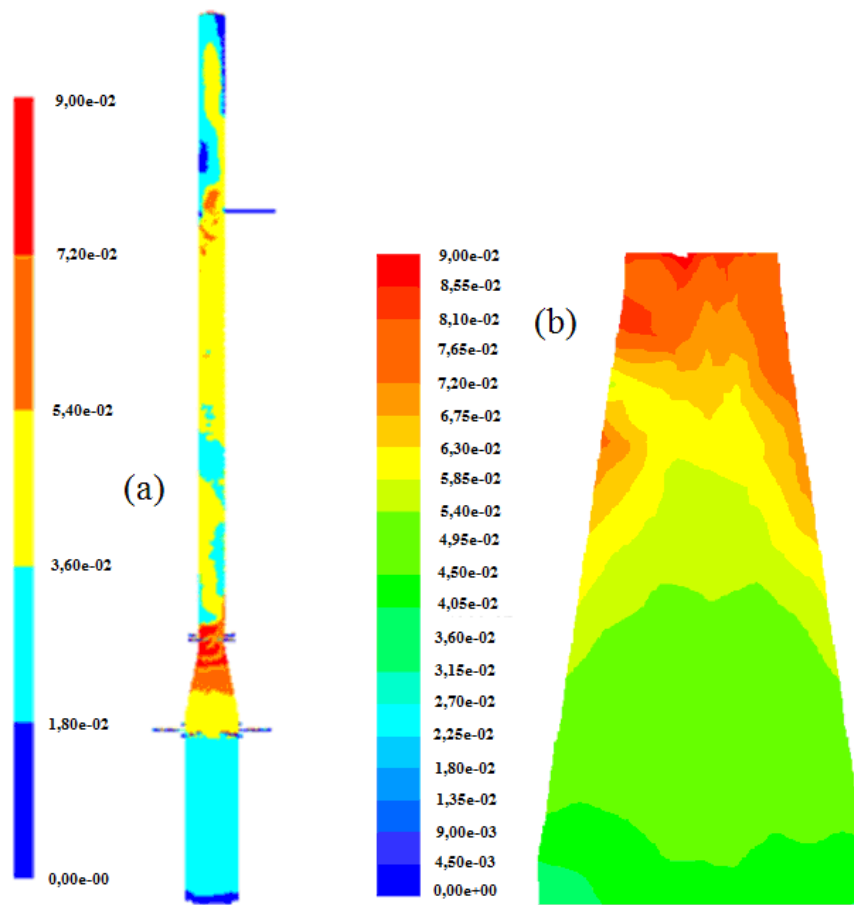 9,00e-02
7,20e-02
5,40e-02
3,60e-02
1,80e-02
0,00e-00
(a)
9,00e-02
8,55e-02
8,10e-02
7,65e-02
7,20e-02
6,75e-02
6,30e-02
5,85e-02
5,40e-02
4,95e-02
4,50e-02
4,05e-02
3,60e-02
3,15e-02
2,70e-02
2,25e-02
1,80e-02
1,35e-02
9,00e-03
4,50e-03
0,00e+00
(b)